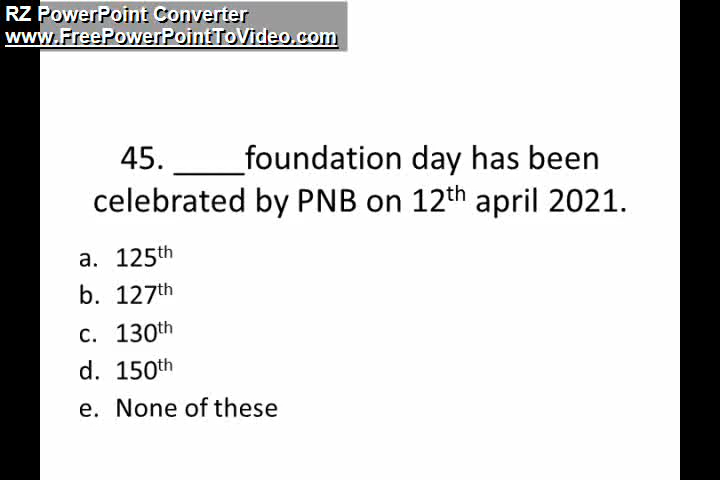 RZ PowerPoint Converter
www.FreePowerPointToVideo.com
45. ____foundation day has been
celebrated by PNB on 12th april 2021.
a. 125th
b. 127th
c. 130th
d. 150th
e. None of these